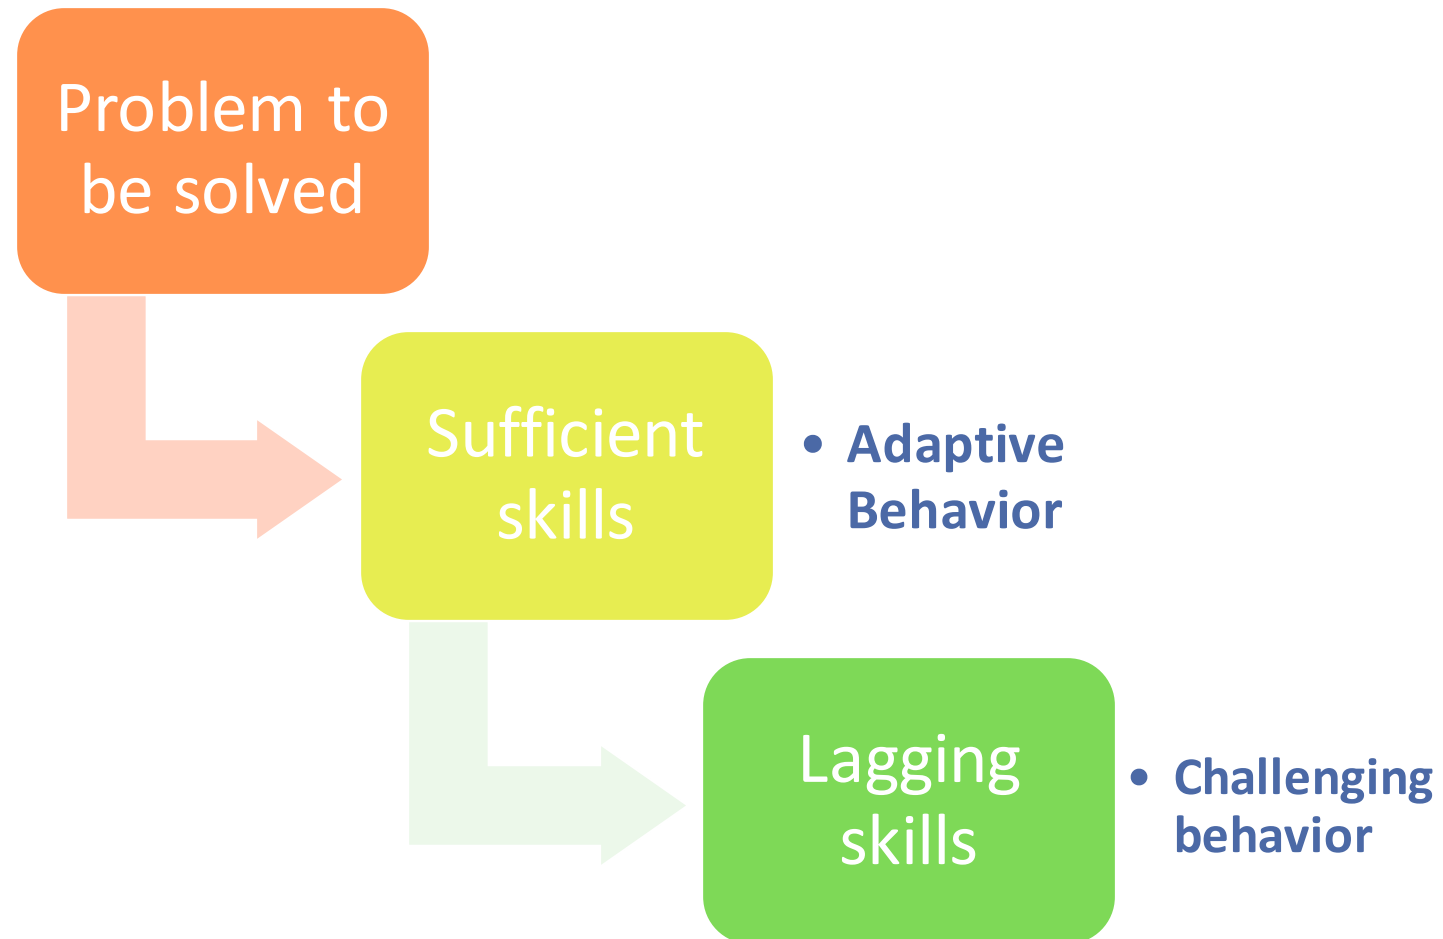 Problem to
be solved
Sufficient
skills
• Adaptive
Behavior
Lagging
skills
• Challenging
behavior